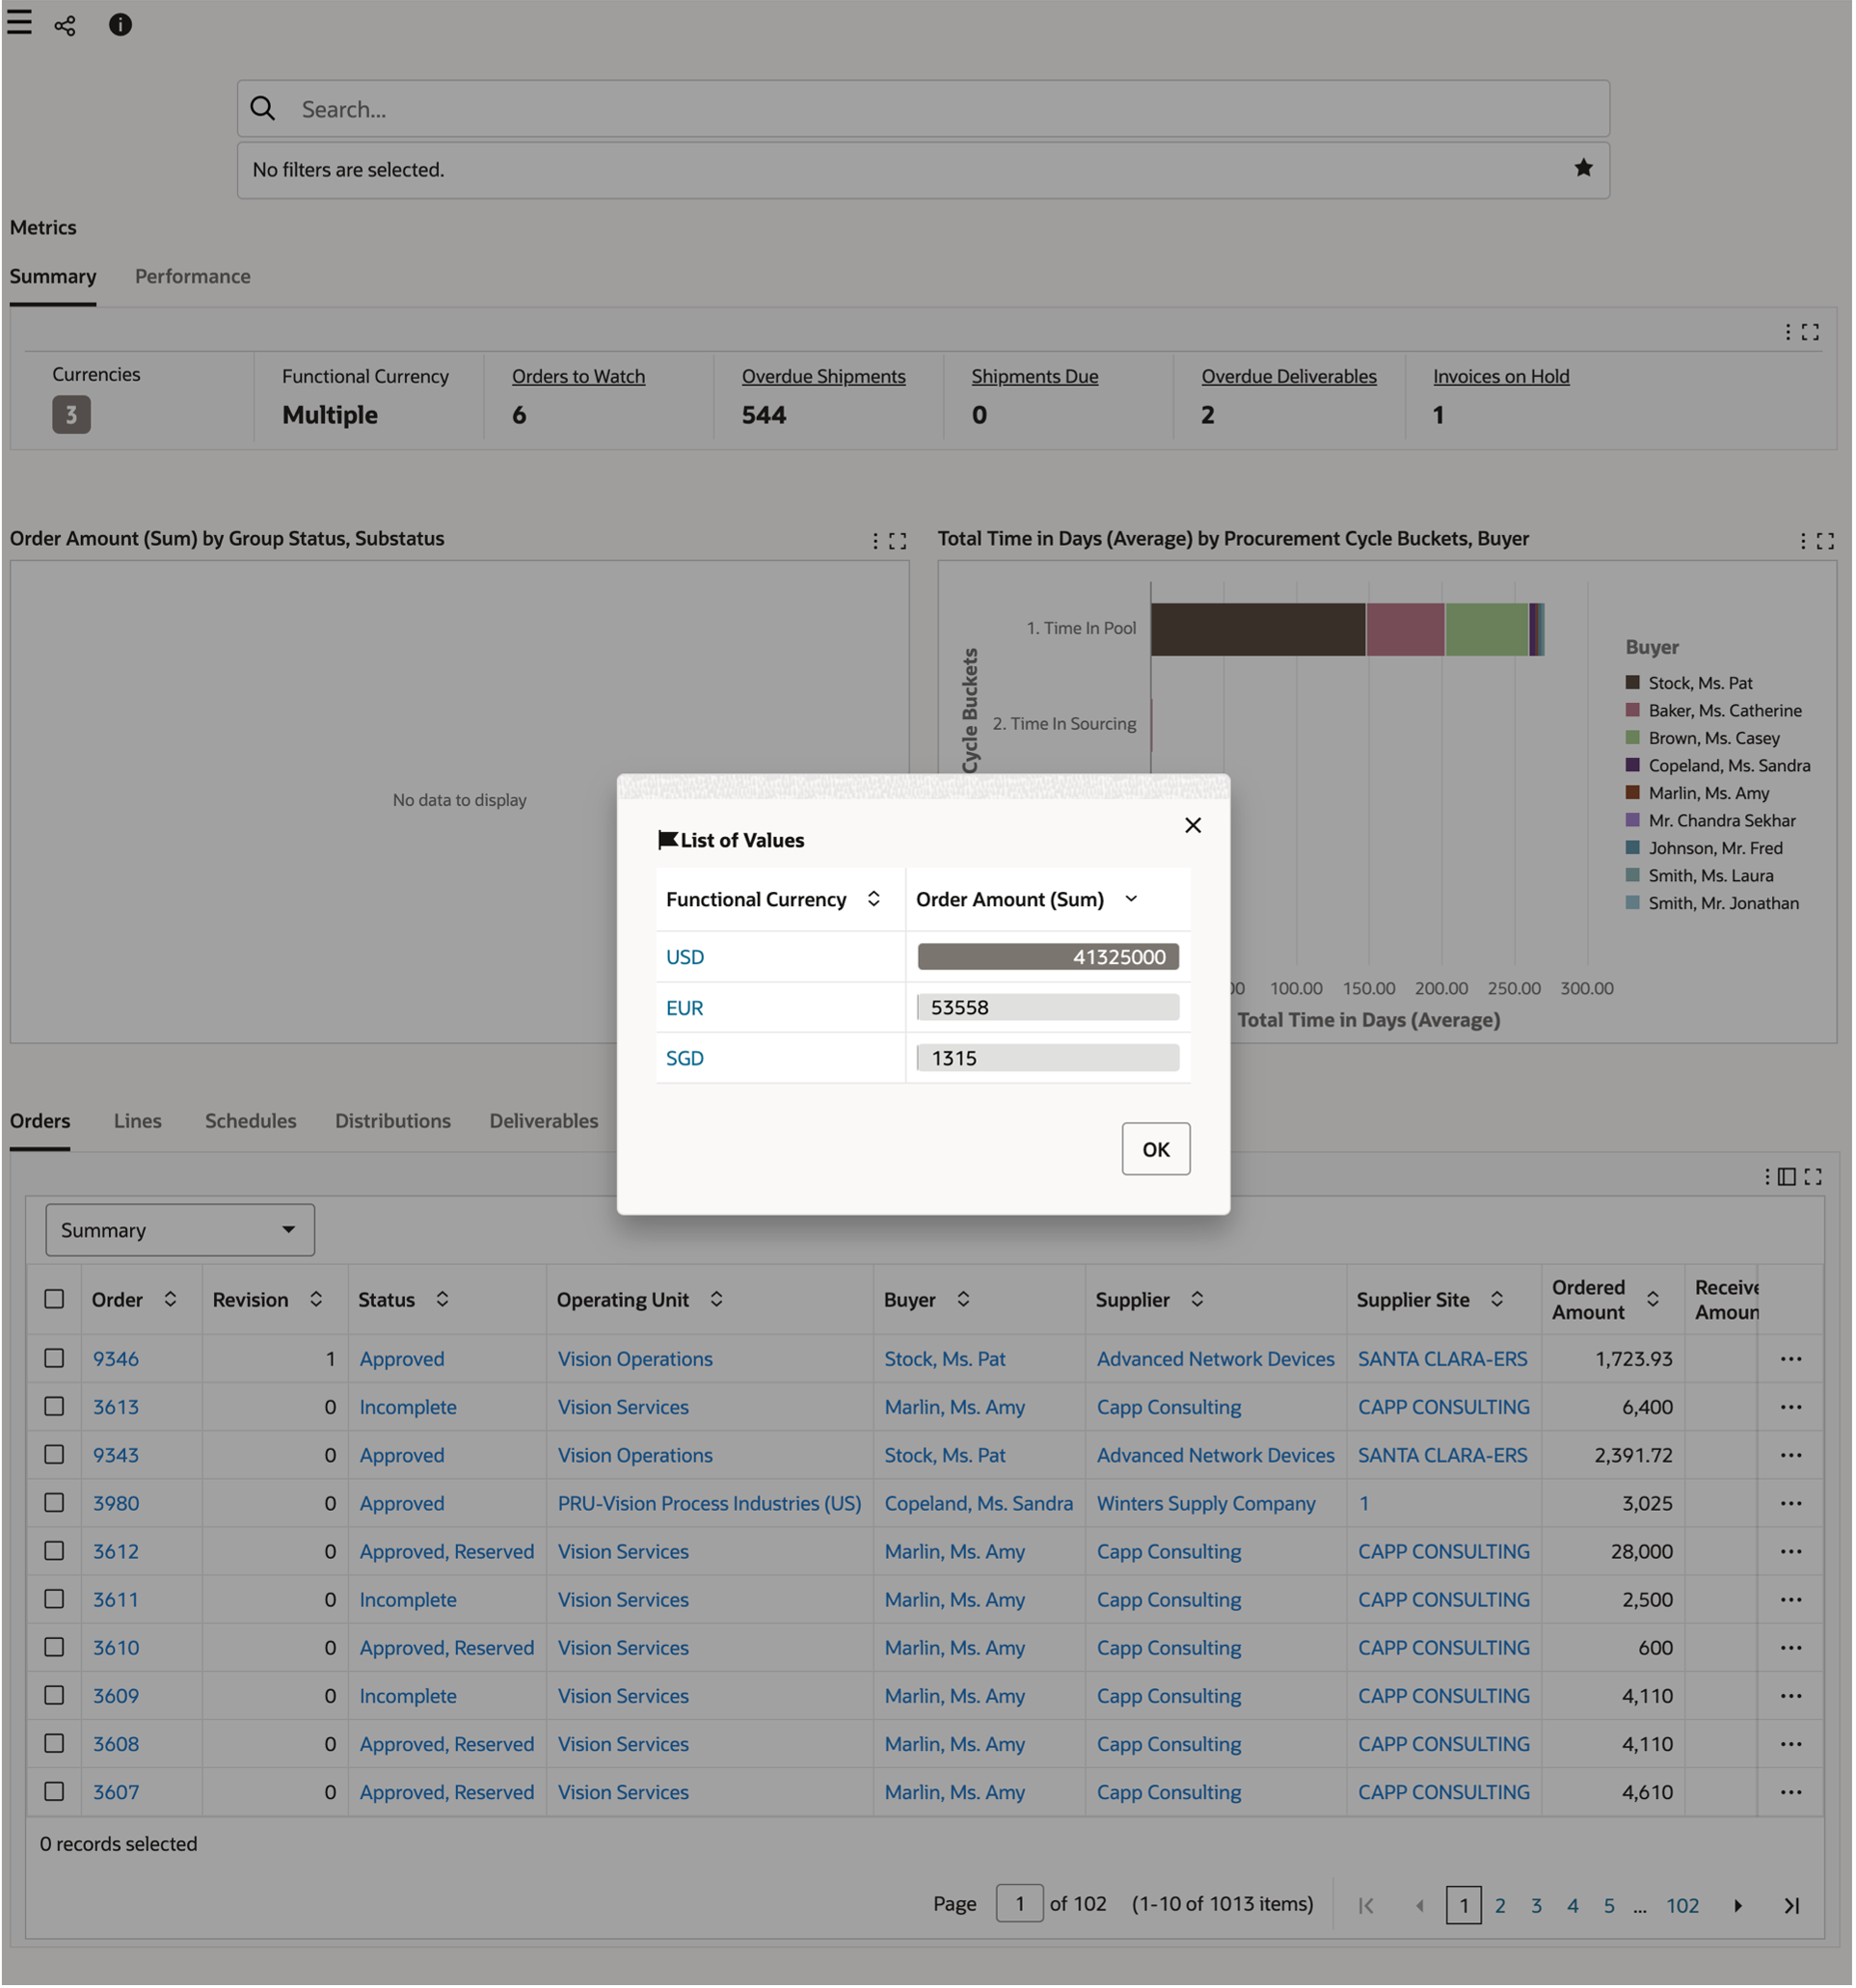 Search...
No filters are selected.
Metrics
Summary Performance
Currencies Functional Currency Orders to Watch Overdue Shipments Shipments Due Overdue Deliverables Invoices on Hold
3 Multiple 6 544 0 2 1
Order Amount (Sum) by Group Status, Substatus
No data to display
Total Time in Days (Average) by Procurement Cycle Buckets, Buyer
Cycle Buckets
1. Time In Pool
2. Time In Sourcing
Buyer
Stock, Ms. Pat
Baker, Ms. Catherine
Brown, Ms. Casey
Copeland, Ms. Sandra
Marlin, Ms. Amy
Mr. Chandra Sekhar
Johnson, Mr. Fred
Smith, Ms. Laura
Smith, Mr. Jonathan
00 100.00 150.00 200.00 250.00 300.00
Total Time in Days (Average)
List of Values
Functional Currency Order Amount (Sum)
USD 41325000
EUR 53558
SGD 1315
OK
Orders Lines Schedules Distributions Deliverables
Summary
Order Revision Status Operating Unit Buyer Supplier Supplier Site Ordered Amount Receive Amoun
9346 1 Approved Vision Operations Stock, Ms. Pat Advanced Network Devices SANTA CLARA-ERS 1,723.93
3613 0 Incomplete Vision Services Marlin, Ms. Amy Capp Consulting CAPP CONSULTING 6,400
9343 0 Approved Vision Operations Stock, Ms. Pat Advanced Network Devices SANTA CLARA-ERS 2,391.72
3980 0 Approved PRU-Vision Process Industries (US) Copeland, Ms. Sandra Winters Supply Company 1 3,025
3612 0 Approved, Reserved Vision Services Marlin, Ms. Amy Capp Consulting CAPP CONSULTING 28,000
3611 0 Incomplete Vision Services Marlin, Ms. Amy Capp Consulting CAPP CONSULTING 2,500
3610 0 Approved, Reserved Vision Services Marlin, Ms. Amy Capp Consulting CAPP CONSULTING 600
3609 0 Incomplete Vision Services Marlin, Ms. Amy Capp Consulting CAPP CONSULTING 4,110
3608 0 Approved, Reserved Vision Services Marlin, Ms. Amy Capp Consulting CAPP CONSULTING 4,110
3607 0 Approved, Reserved Vision Services Marlin, Ms. Amy Capp Consulting CAPP CONSULTING 4,610
0 records selected
Page 1 of 102 (1-10 of 1013 items) 1 2 3 4 5 ... 102